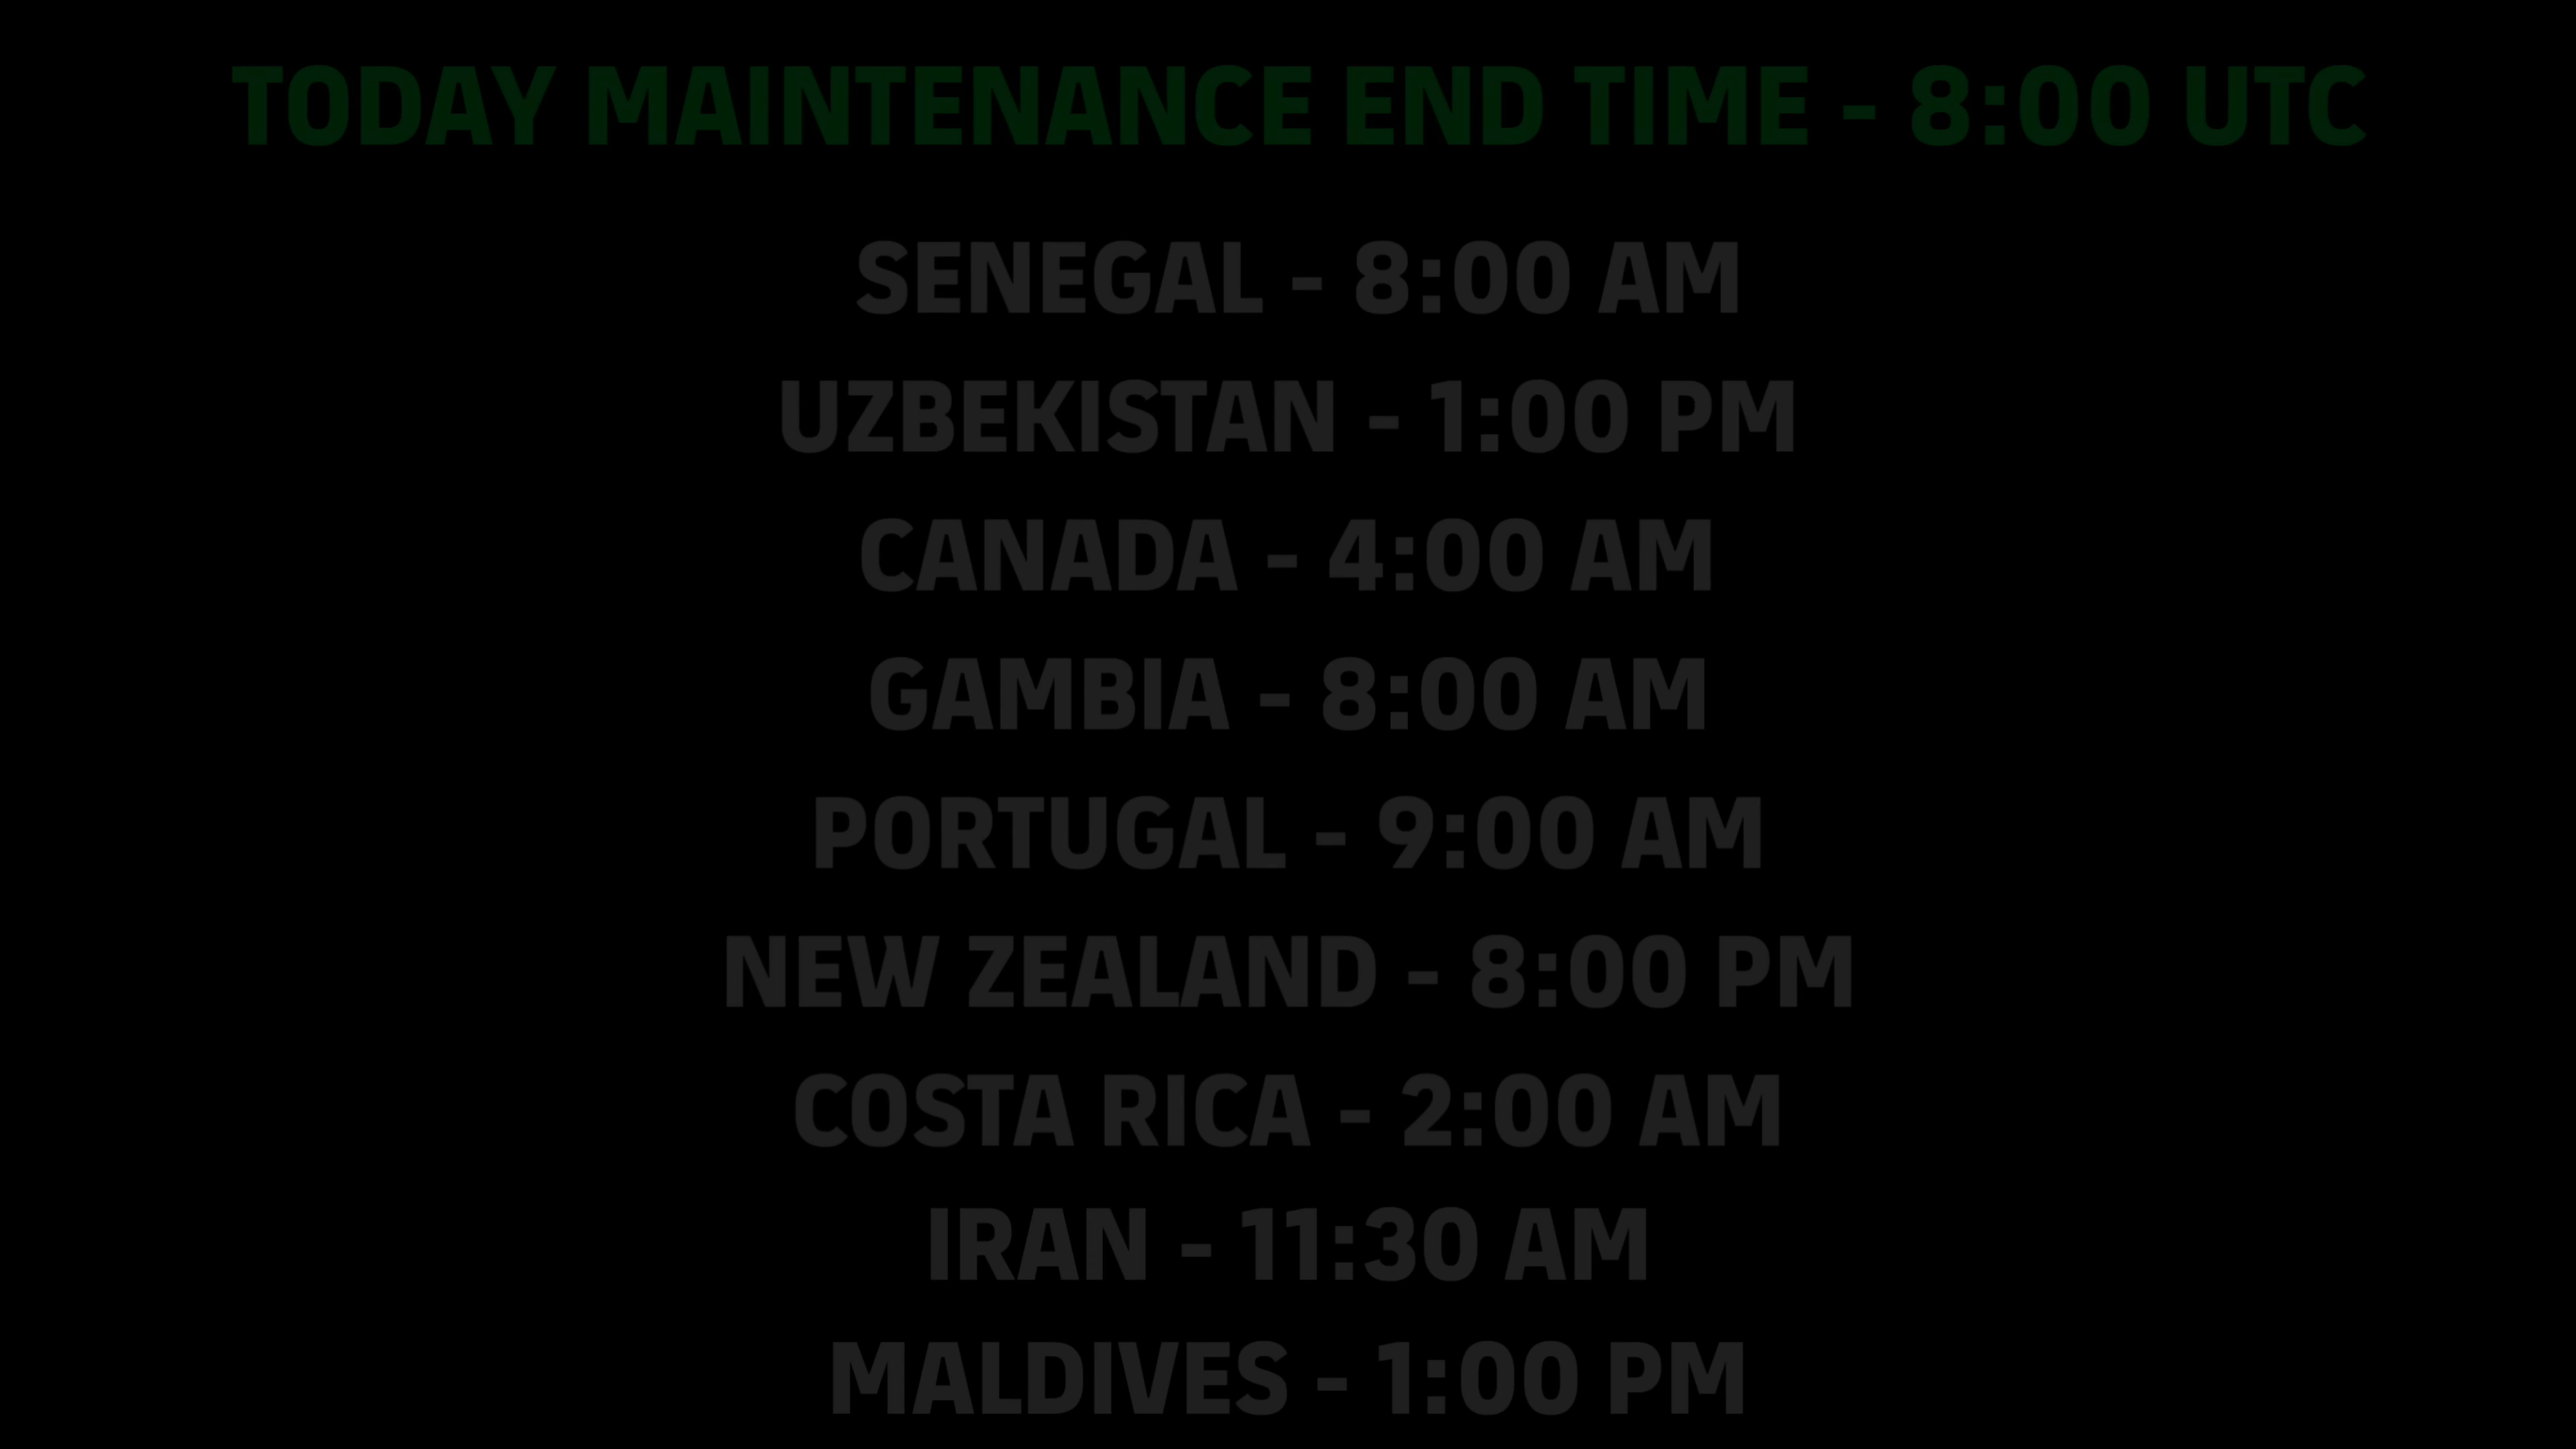 TODAY MAINTENANCE END TIME - 8:00 UTC
SENEGAL - 8:00 AM
UZBEKISTAN - 1:00 PM
CANADA - 4:00 AM
GAMBIA - 8:00 AM
PORTUGAL - 9:00 AM
NEW ZEALAND - 8:00 PM
COSTA RICA - 2:00 AM
IRAN - 11:30 AM
MALDIVES - 1:00 PM